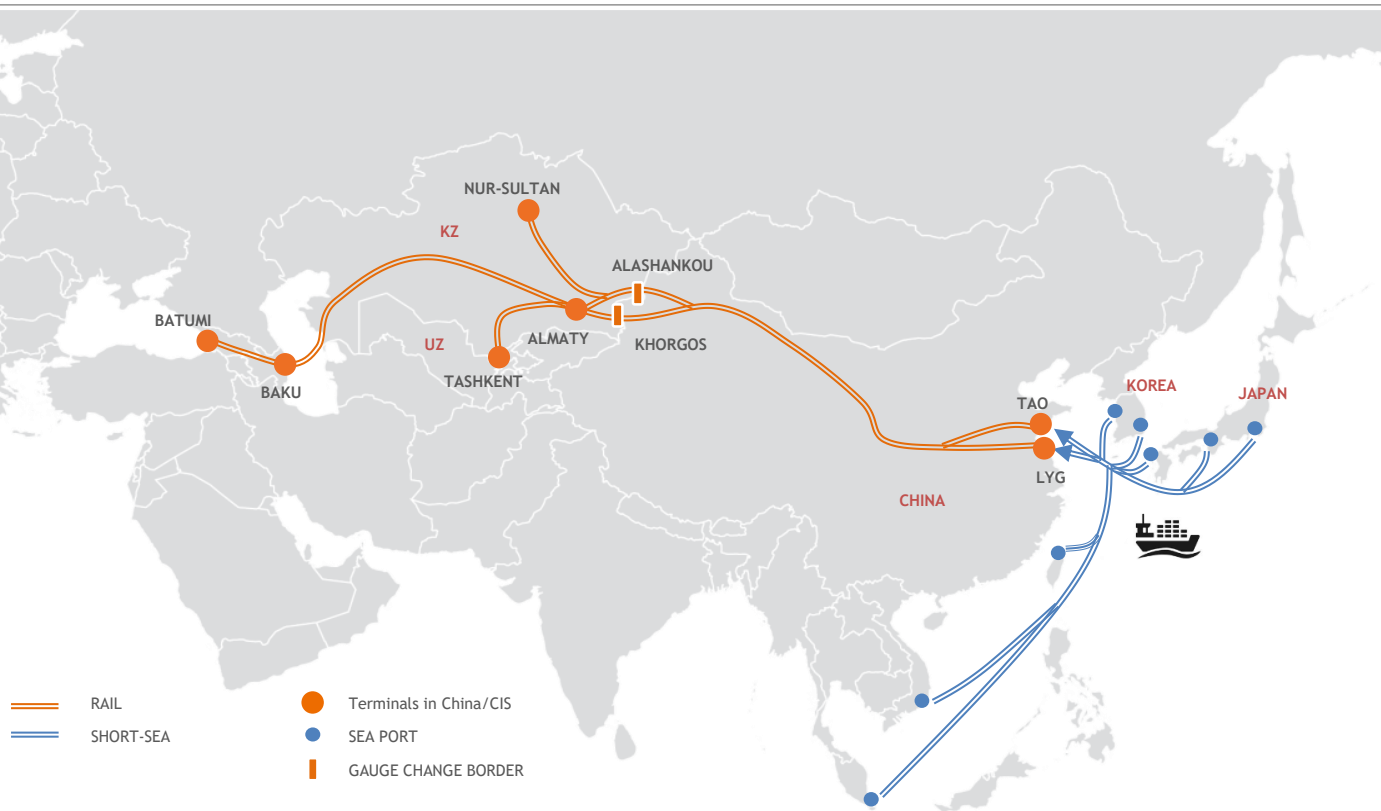 NUR-SULTAN
KZ
ALASHANKOU
BATUMI
ALMATY
KHORGOS
UZ
TASHKENT
BAKU
KOREA
JAPAN
TAO
LYG
CHINA
RAIL
Terminals in China/CIS
SHORT-SEA
SEA PORT
GAUGE CHANGE BORDER